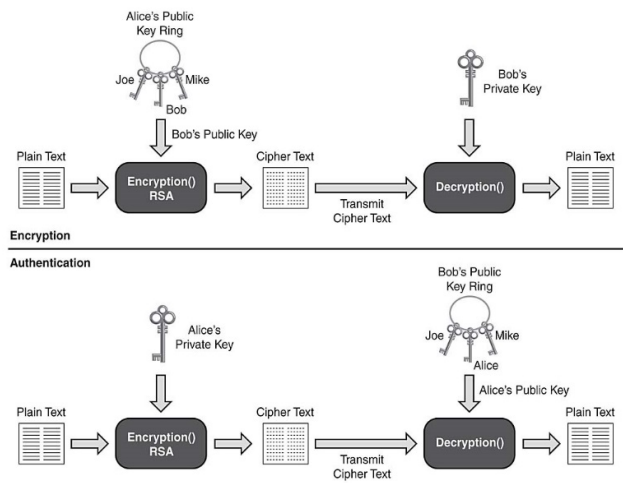 Alice's Public
Key Ring
Joe
Mike
Bob
Bob's
Private Key
Bob's Public Key
Plain Text
Encryption()
RSA
Cipher Text
Transmit
Cipher Text
Decryption()
Plain Text
Encryption
Authentication
Alice's
Private Key
Bob's Public
Key Ring
Joe
Mike
Alice
Alice's Public Key
Plain Text
Encryption()
RSA
Cipher Text
Transmit
Cipher Text
Decryption()
Plain Text